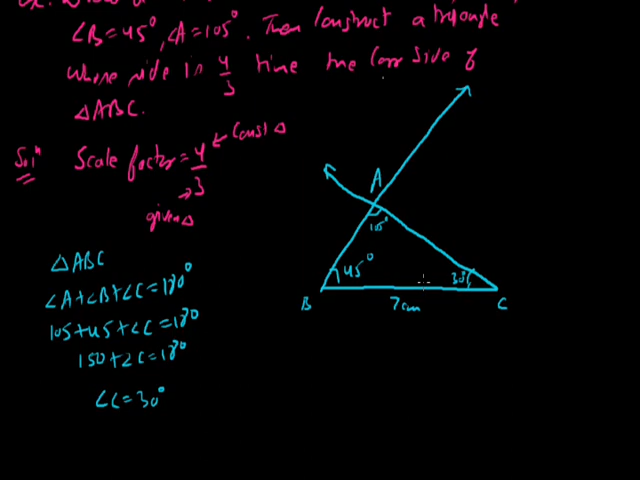 ∠B=45°, ∠A=105°. Then Construct a triangle
whose side is 4/3 time the corr side of
△ABC.
Sol^n Scale factor = 4/3 ← Const △
given △
△ABC
∠A+∠B+∠C=180°
105+45+∠C=180°
150+∠C=180°
∠C=30°
A
105°
45°
30°
B
7cm
C